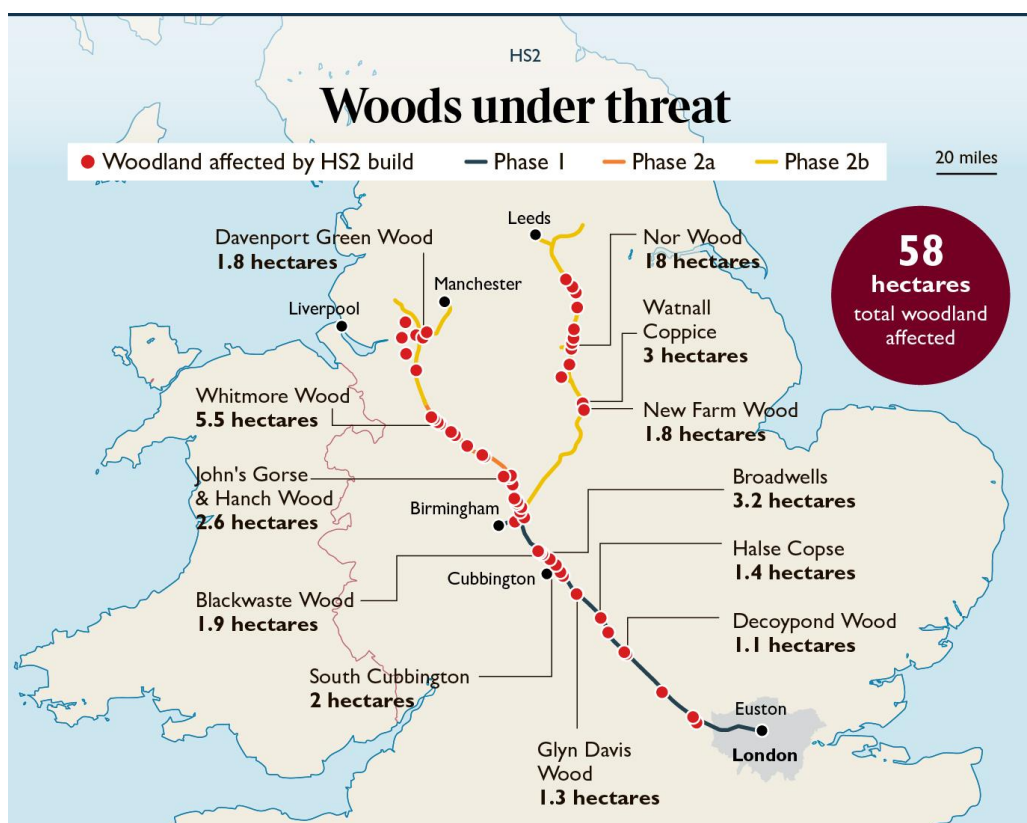 HS2
Woods under threat
Woodland affected by HS2 build
Phase 1
Phase 2a
Phase 2b
20 miles
Leeds
Davenport Green Wood
1.8 hectares
Nor Wood
18 hectares
58
hectares
total woodland
affected
Manchester
Liverpool
Watnall
Coppice
3 hectares
Whitmore Wood
5.5 hectares
New Farm Wood
1.8 hectares
John's Gorse
& Hanch Wood
2.6 hectares
Broadwells
3.2 hectares
Birmingham
Halse Copse
1.4 hectares
Cubbington
Blackwaste Wood
1.9 hectares
Decoypond Wood
1.1 hectares
South Cubbington
2 hectares
Euston
London
Glyn Davis
Wood
1.3 hectares